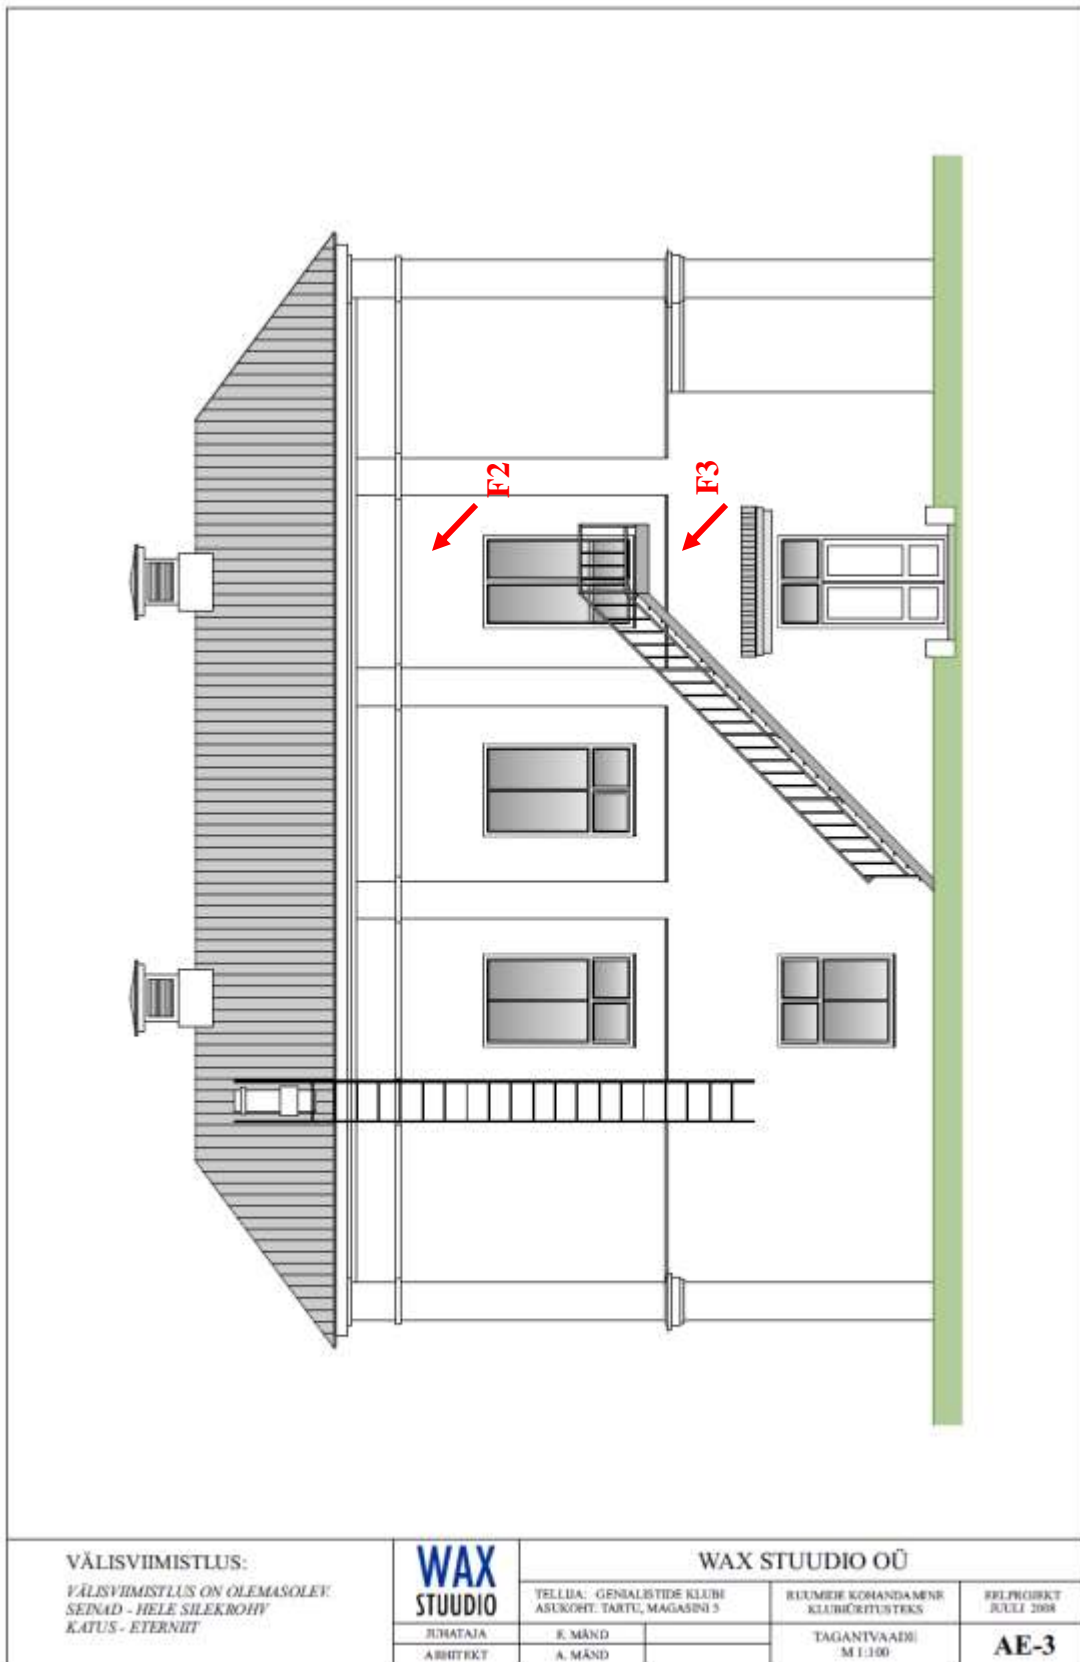 F2
F3
VÄLISVIIMISTLUS:
VÄLISVIIMISTLUS ON OLEMASOLEV.
SEINAD - HELE SILEKROHV
KATUS - ETERNIIT
WAX
STUUDIO
WAX STUUDIO OÜ
TELLIJA: GENIALISTIDE KLUBI
ASUKOHT: TARTU, MAGASINI 5
RUUMIDE KOHANDAMINE
KLUBIÜRITUSTEKS
EELPROJEKT
JUULI 2008
JUHATAJA
E. MÄND
ARHITEKT
A. MÄND
TAGANTVAADE
M 1:100
AE-3